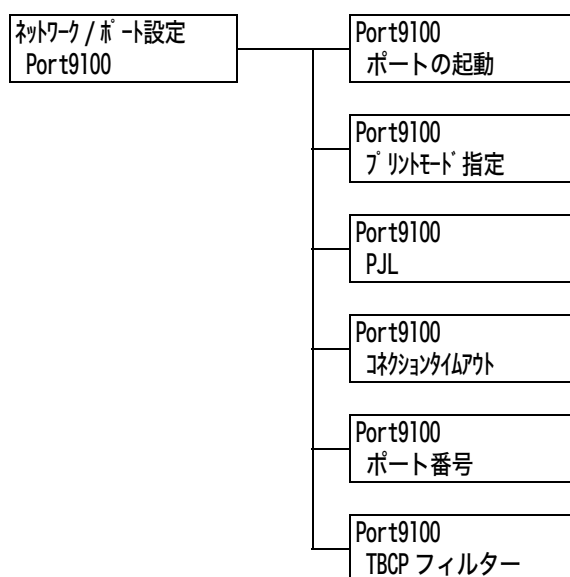 ﾈｯﾄﾜｰｸ / ﾎﾟｰﾄ設定
Port9100
Port9100
ポートの起動
Port9100
ﾌﾟﾘﾝﾄﾓｰﾄﾞ指定
Port9100
PJL
Port9100
ｺﾈｸｼｮﾝﾀｲﾑｱｳﾄ
Port9100
ポート番号
Port9100
TBCP フィルター